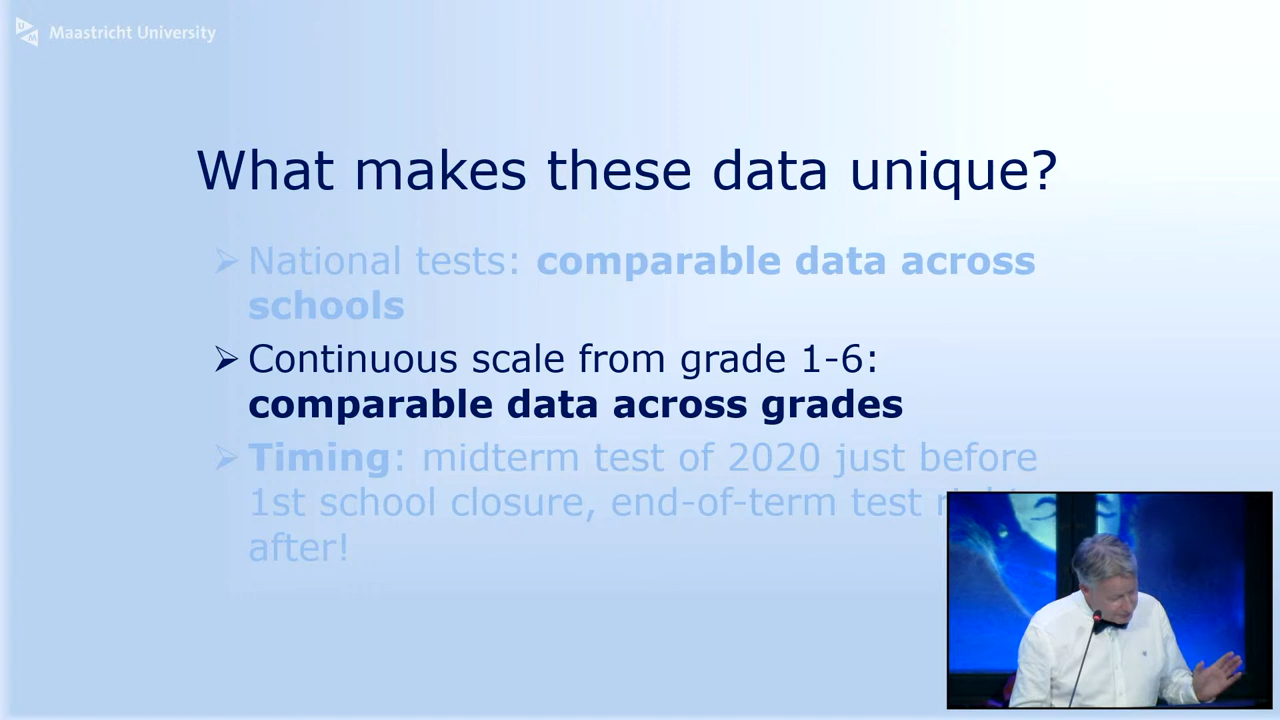 Maastricht University
What makes these data unique?
➢ National tests: comparable data across
schools
➢ Continuous scale from grade 1-6:
comparable data across grades
➢ Timing: midterm test of 2020 just before
1st school closure, end-of-term test
after!